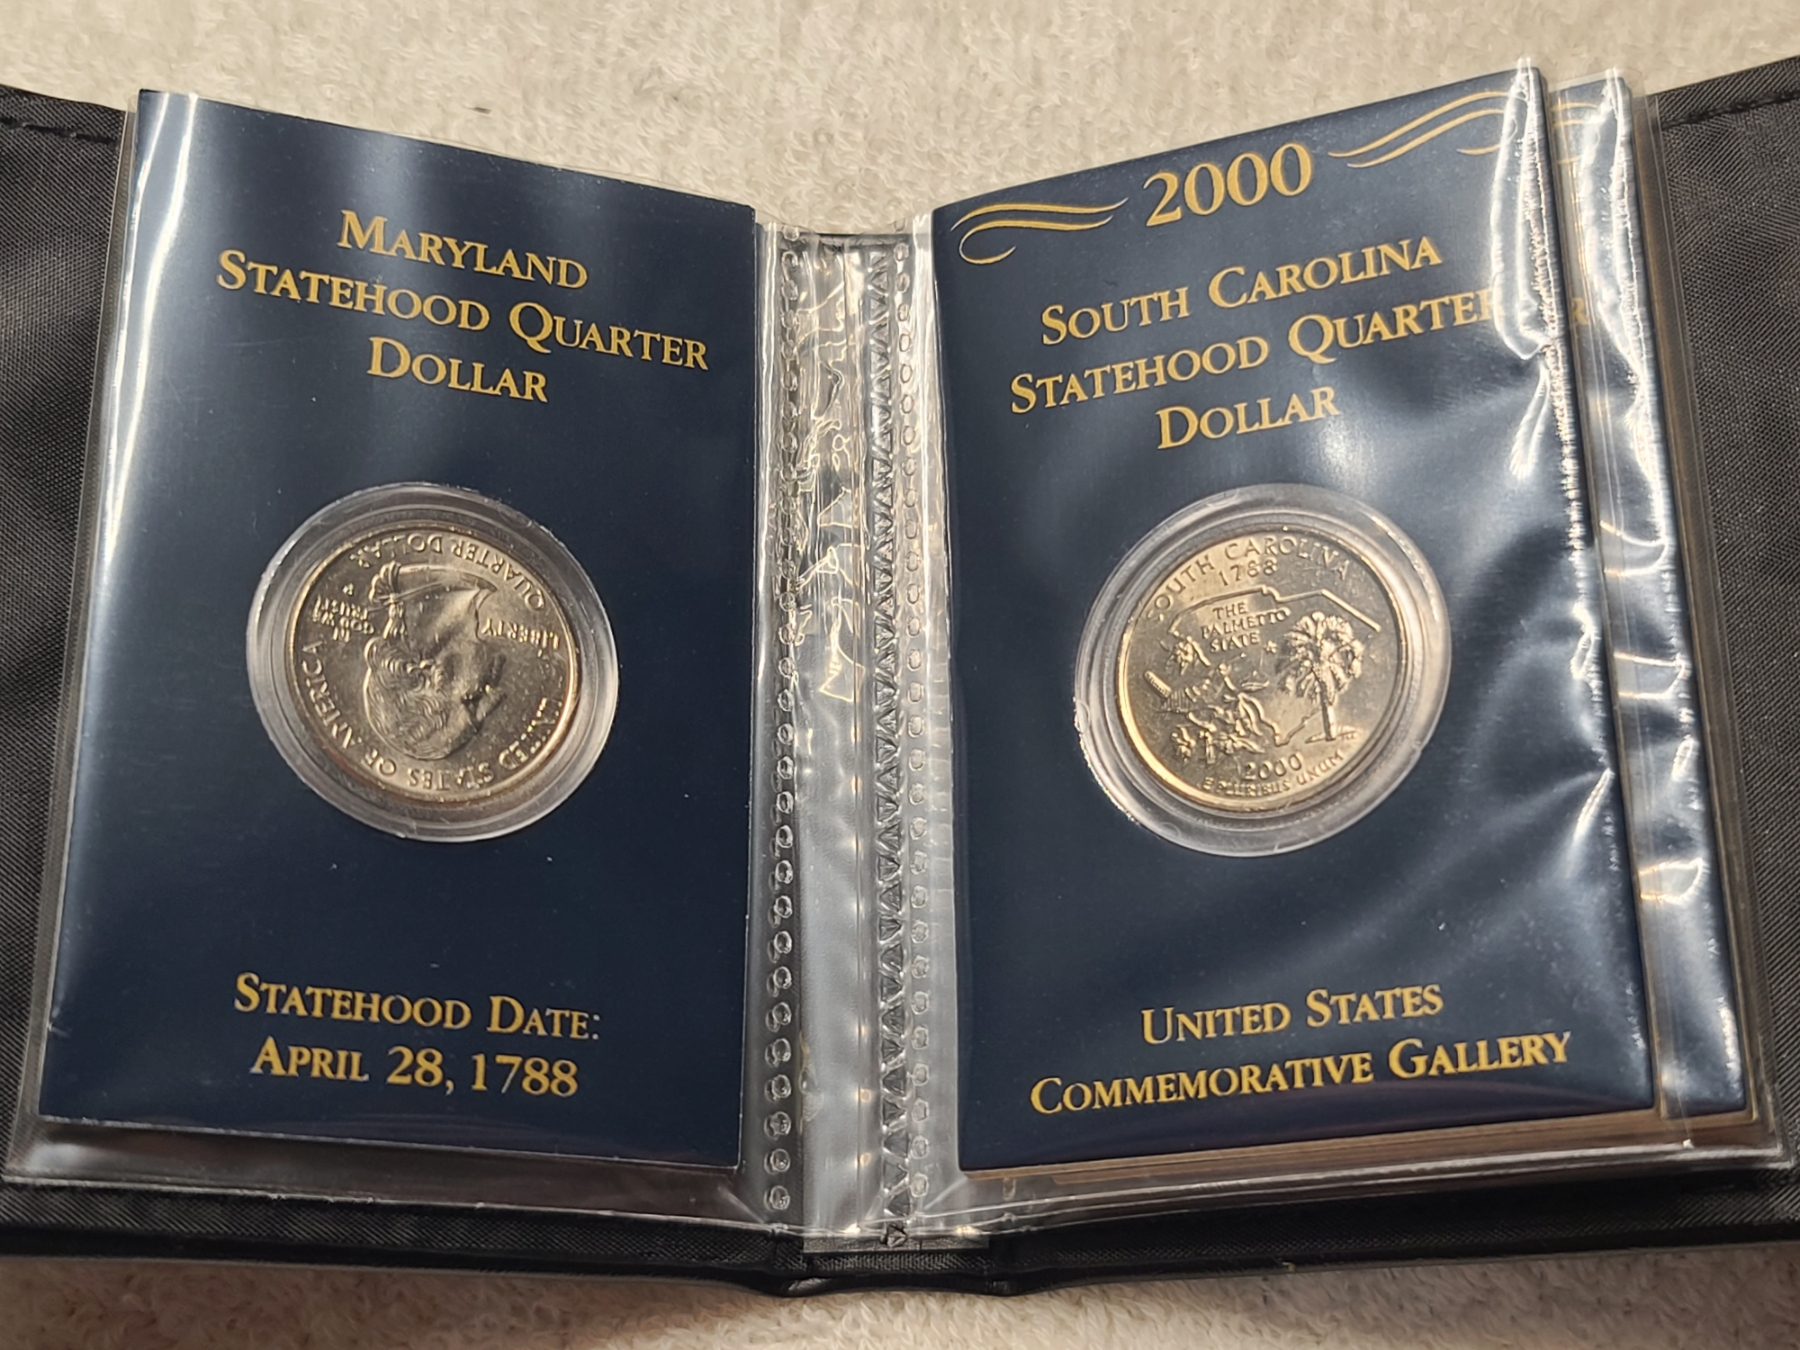 MARYLAND
STATEHOOD QUARTER
DOLLAR
QUARTER DOLLAR
LIBERTY
IN
GOD WE
TRUST
P
UNITED STATES OF AMERICA
STATEHOOD DATE:
APRIL 28, 1788
2000
SOUTH CAROLINA
STATEHOOD QUARTER
DOLLAR
SOUTH CAROLINA
1788
THE
PALMETTO
STATE
2000
E PLURIBUS UNUM
UNITED STATES
COMMEMORATIVE GALLERY
R